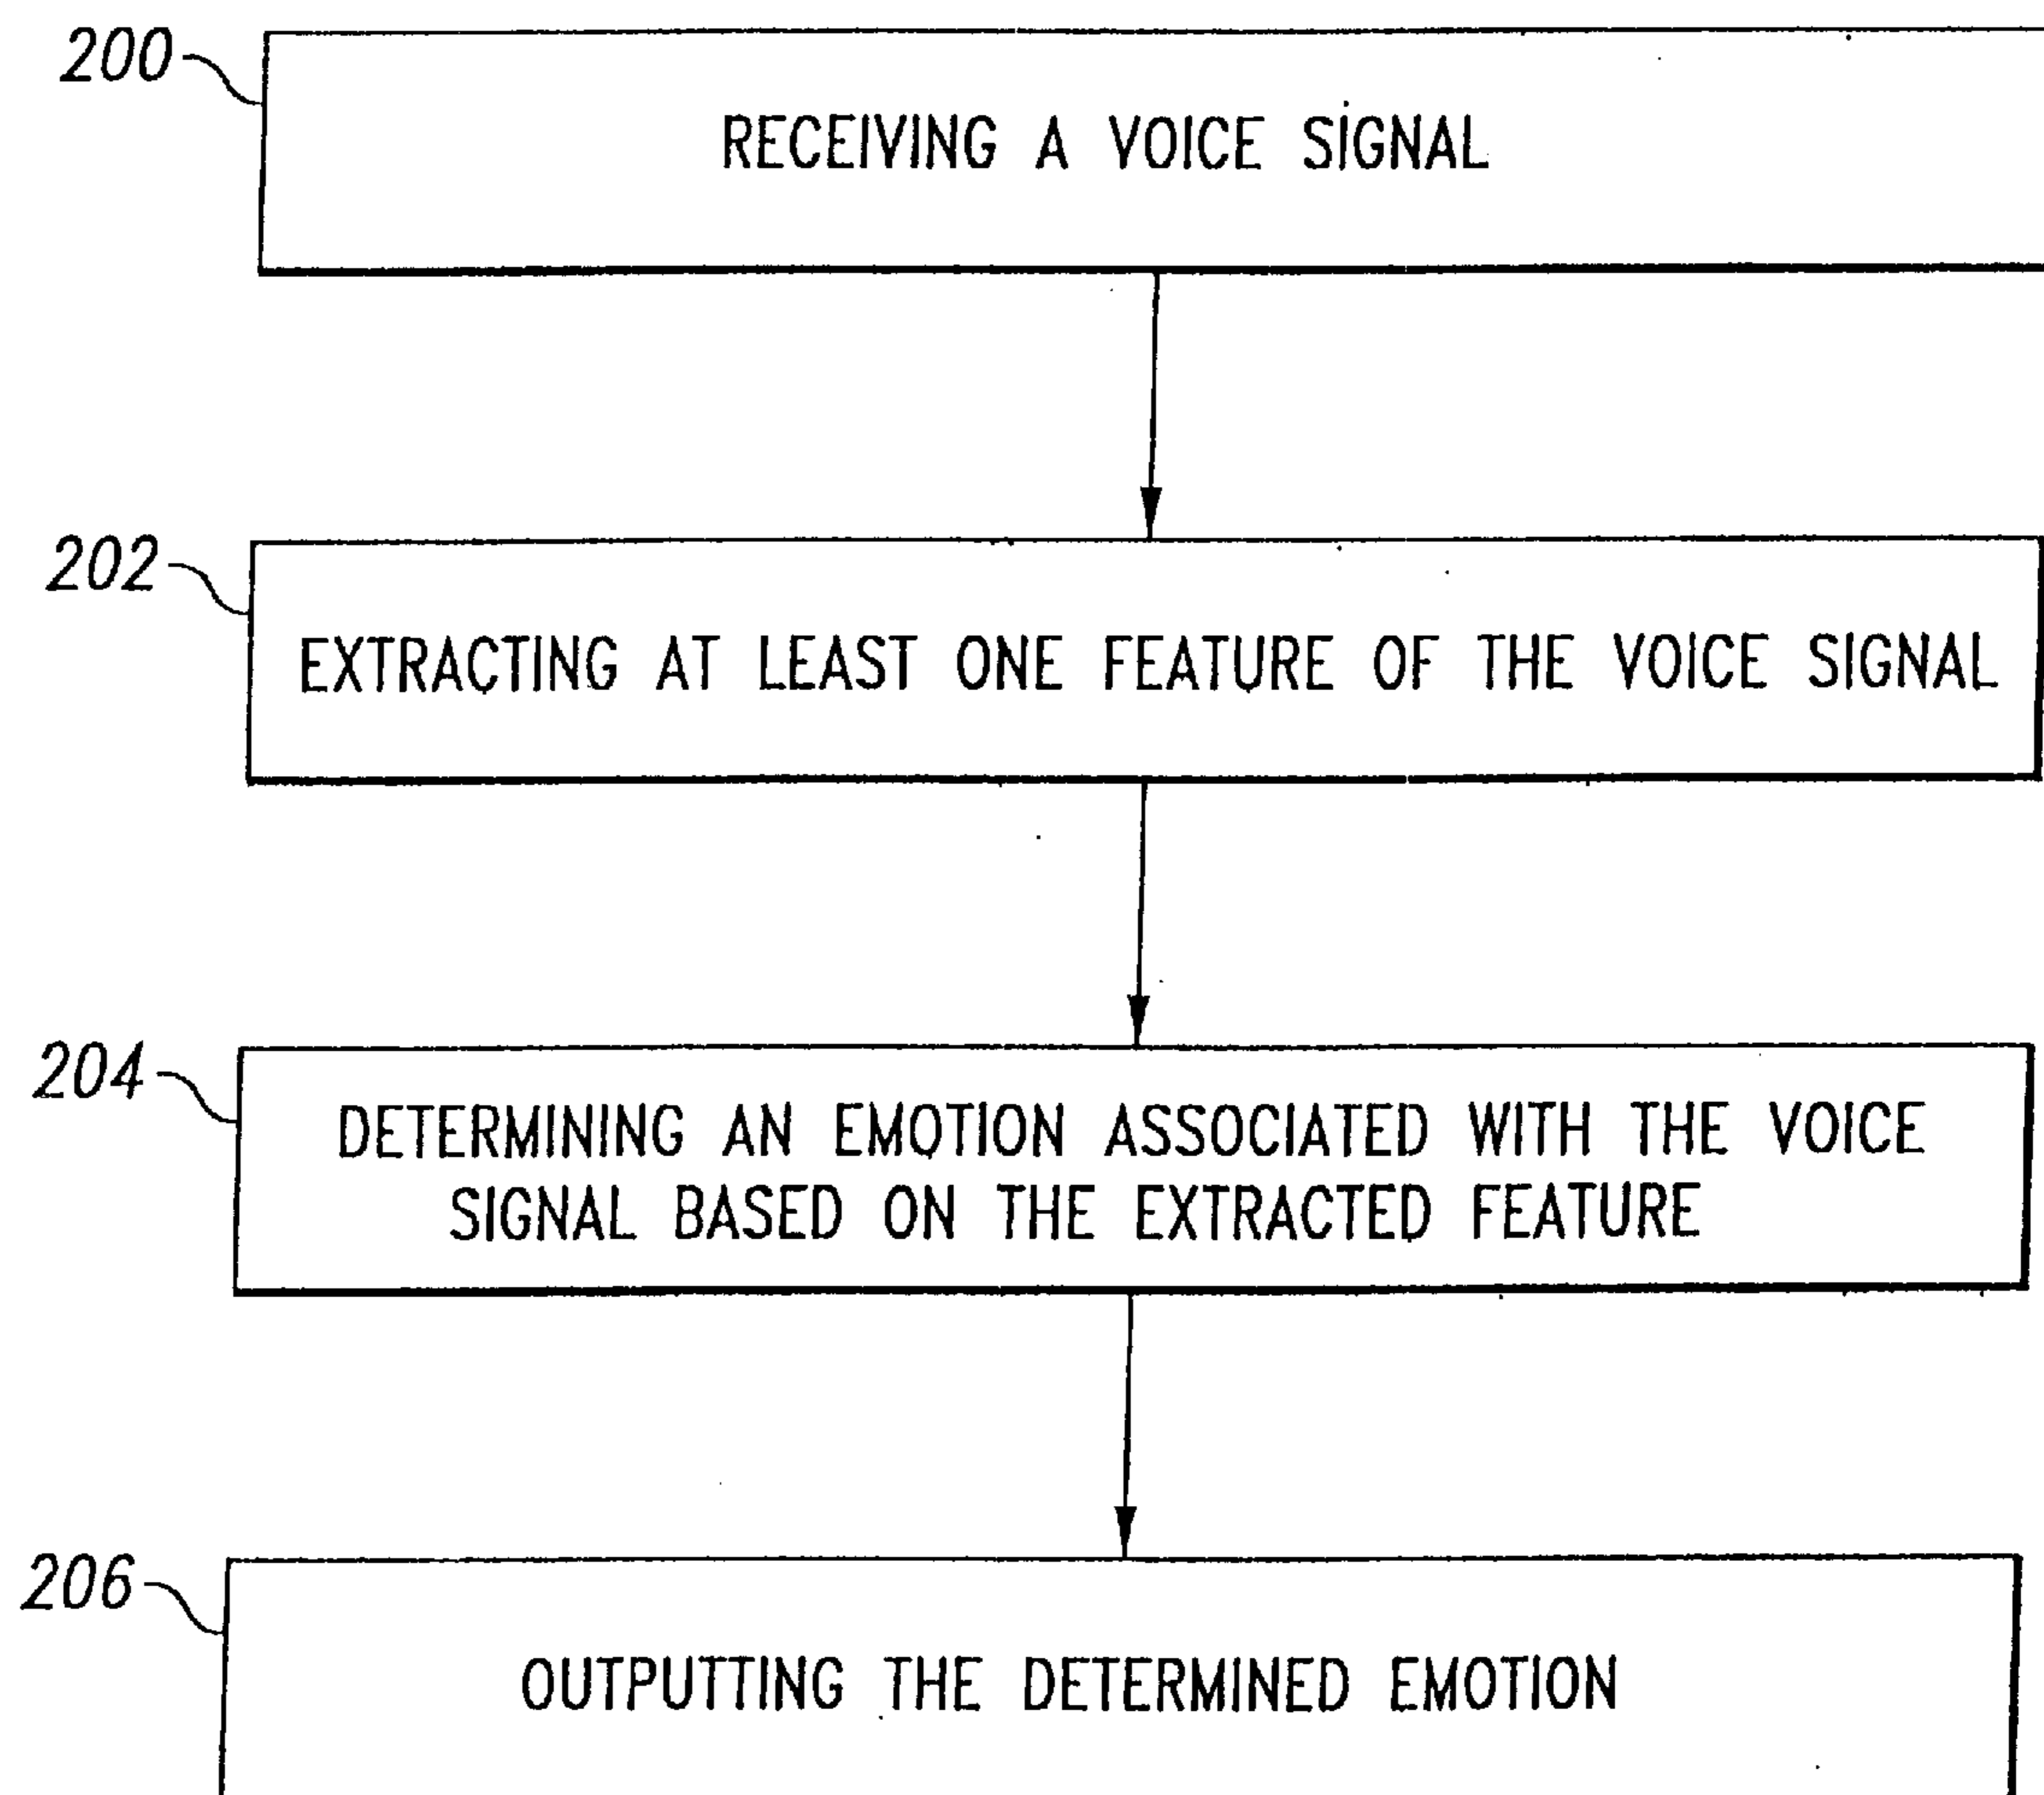 200
RECEIVING A VOICE SIGNAL
202
EXTRACTING AT LEAST ONE FEATURE OF THE VOICE SIGNAL
204
DETERMINING AN EMOTION ASSOCIATED WITH THE VOICE
SIGNAL BASED ON THE EXTRACTED FEATURE
206
OUTPUTTING THE DETERMINED EMOTION